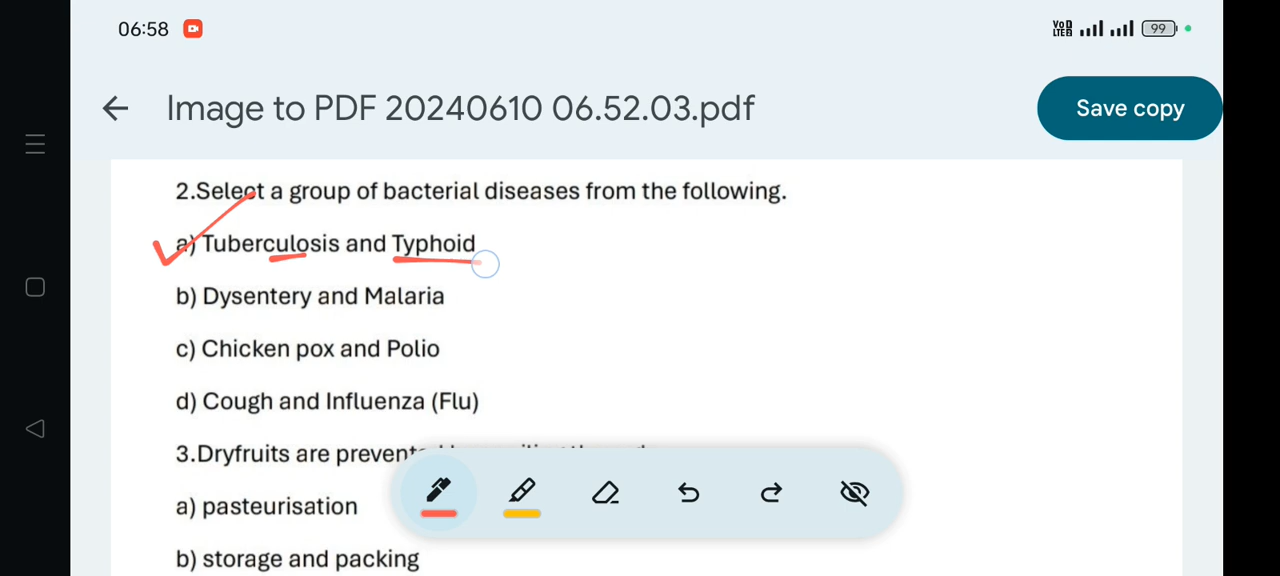 06:58
Vo LTE 99
Image to PDF 20240610 06.52.03.pdf
Save copy
2.Select a group of bacterial diseases from the following.
a) Tuberculosis and Typhoid
b) Dysentery and Malaria
c) Chicken pox and Polio
d) Cough and Influenza (Flu)
3.Dryfruits are
a) pasteurisation
b) storage and packing